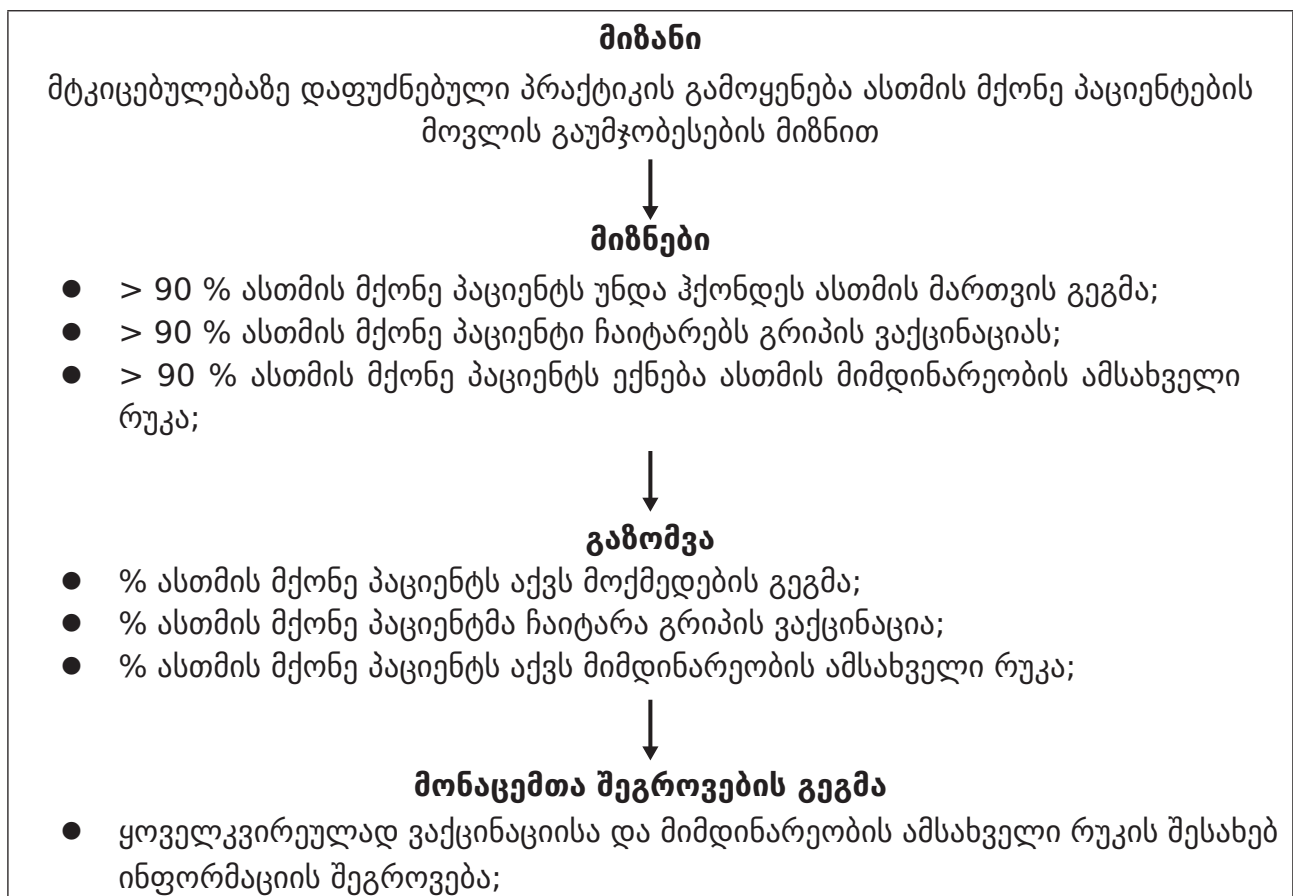 მიზანი
მტკიცებულებაზე დაფუძნებული პრაქტიკის გამოყენება ასთმის მქონე პაციენტების
მოვლის გაუმჯობესების მიზნით
მიზნები
● > 90 % ასთმის მქონე პაციენტს უნდა ჰქონდეს ასთმის მართვის გეგმა;
● > 90 % ასთმის მქონე პაციენტი ჩაიტარებს გრიპის ვაქცინაციას;
● > 90 % ასთმის მქონე პაციენტს ექნება ასთმის მიმდინარეობის ამსახველი
რუკა;
გაზომვა
● % ასთმის მქონე პაციენტს აქვს მოქმედების გეგმა;
● % ასთმის მქონე პაციენტმა ჩაიტარა გრიპის ვაქცინაცია;
● % ასთმის მქონე პაციენტს აქვს მიმდინარეობის ამსახველი რუკა;
მონაცემთა შეგროვების გეგმა
● ყოველკვირეულად ვაქცინაციისა და მიმდინარეობის ამსახველი რუკის შესახებ
ინფორმაციის შეგროვება;